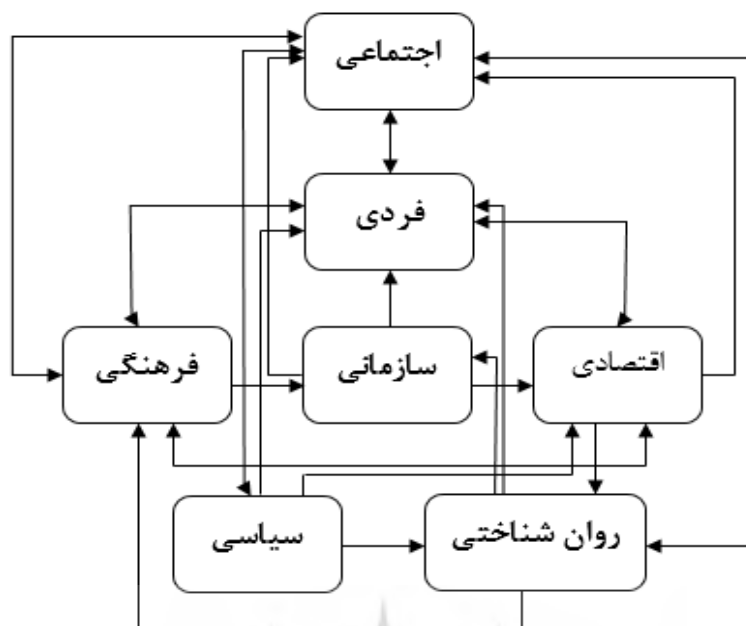 اجتماعی
فردی
فرهنگی
سازمانی
اقتصادی
سیاسی
روان شناختی